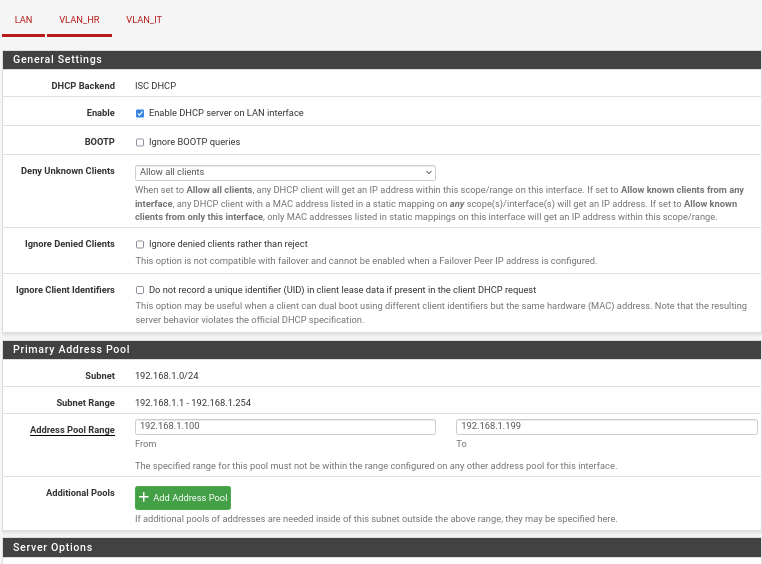 LAN VLAN_HR VLAN_IT
General Settings
DHCP Backend ISC DHCP
Enable Enable DHCP server on LAN interface
BOOTP Ignore BOOTP queries
Deny Unknown Clients Allow all clients
When set to Allow all clients, any DHCP client will get an IP address within this scope/range on this interface. If set to Allow known clients from any
interface, any DHCP client with a MAC address listed in a static mapping on any scope(s)/interface(s) will get an IP address. If set to Allow known
clients from only this interface, only MAC addresses listed in static mappings on this interface will get an IP address within this scope/range.
Ignore Denied Clients Ignore denied clients rather than reject
This option is not compatible with failover and cannot be enabled when a Failover Peer IP address is configured.
Ignore Client Identifiers Do not record a unique identifier (UID) in client lease data if present in the client DHCP request
This option may be useful when a client can dual boot using different client identifiers but the same hardware (MAC) address. Note that the resulting
server behavior violates the official DHCP specification.
Primary Address Pool
Subnet 192.168.1.0/24
Subnet Range 192.168.1.1 - 192.168.1.254
Address Pool Range 192.168.1.100 192.168.1.199
From To
The specified range for this pool must not be within the range configured on any other address pool for this interface.
Additional Pools + Add Address Pool
If additional pools of addresses are needed inside of this subnet outside the above range, they may be specified here.
Server Options